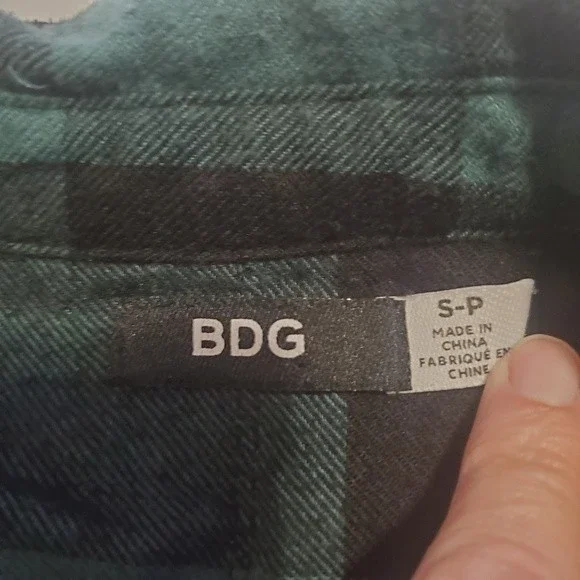 BDG
S-P
MADE IN
CHINA
FABRIQUÉ EN
CHINE